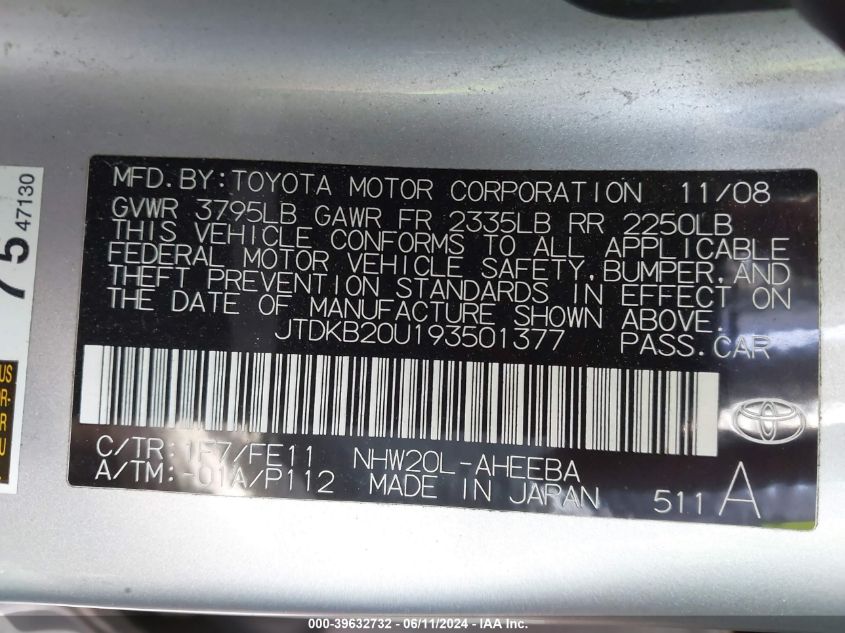 MFD.BY:TOYOTA MOTOR CORPORATION 11/08
GVWR 3795LB GAWR FR 2335LB RR 2250LB
THIS VEHICLE CONFORMS TO ALL APPLICABLE
FEDERAL MOTOR VEHICLE SAFETY, BUMPER, AND
THEFT PREVENTION STANDARDS IN EFFECT ON
THE DATE OF MANUFACTURE SHOWN ABOVE.
JTDKB20U193501377 PASS.CAR
C/TR:1F7/FE11 NHW20L-AHEEBA
A/TM:-01A/P112 MADE IN JAPAN 511 A
75
47130
US
R-
R
U
000-39632732 - 06/11/2024 - IAA Inc.